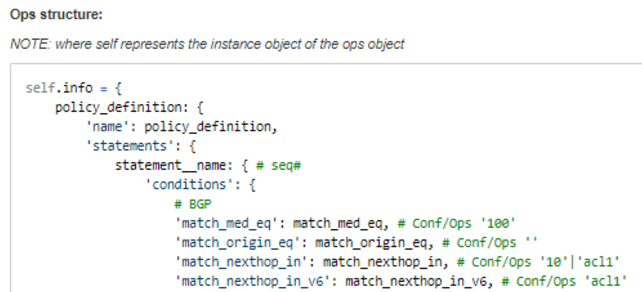 Ops structure:
NOTE: where self represents the instance object of the ops object
self.info = {
policy_definition: {
'name': policy_definition,
'statements': {
statement__name: { # seq#
'conditions': {
# BGP
'match_med_eq': match_med_eq, # Conf/Ops '100'
'match_origin_eq': match_origin_eq, # Conf/Ops ''
'match_nexthop_in': match_nexthop_in, # Conf/Ops '10'|'acl1'
'match_nexthop_in_v6': match_nexthop_in_v6, # Conf/Ops 'acl1'